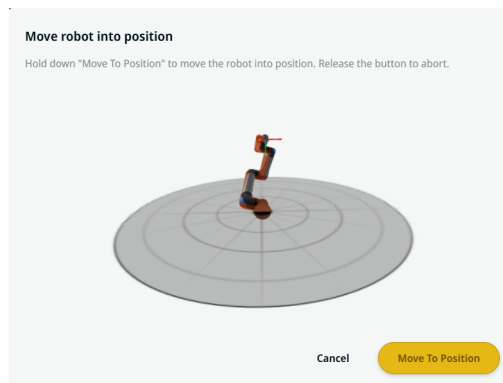 Move robot into position
Hold down "Move To Position" to move the robot into position. Release the button to abort.
Cancel
Move To Position